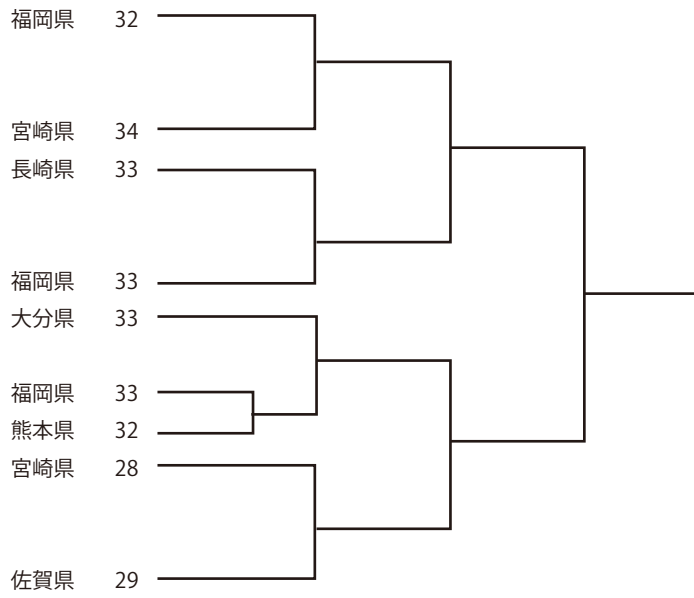 福岡県 32
宮崎県 34
長崎県 33
福岡県 33
大分県 33
福岡県 33
熊本県 32
宮崎県 28
佐賀県 29